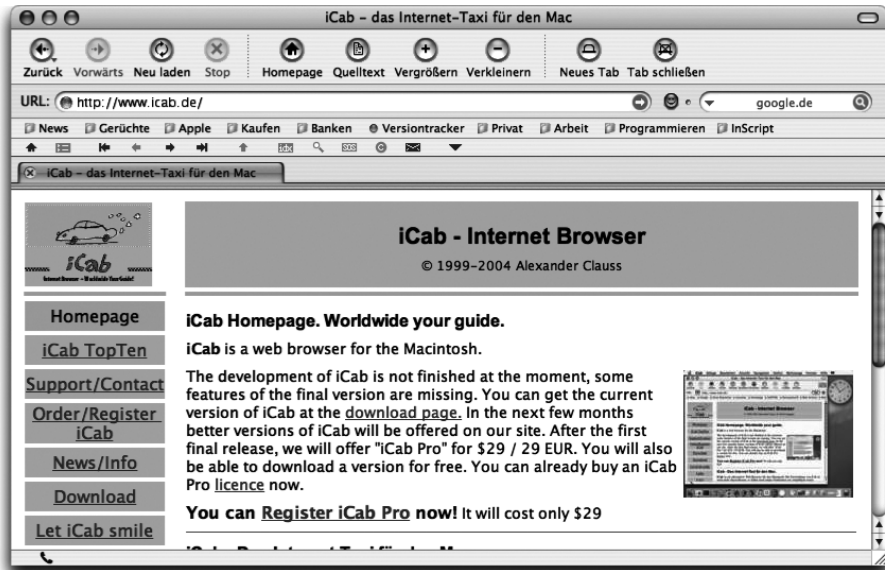 iCab – das Internet-Taxi für den Mac
Zurück Vorwärts Neu laden Stop Homepage Quelltext Vergrößern Verkleinern Neues Tab Tab schließen
URL: http://www.icab.de/ google.de
News Gerüchte Apple Kaufen Banken Versiontracker Privat Arbeit Programmieren InScript
iCab – das Internet-Taxi für den Mac
iCab
Internet Browser - Worldwide Your Guide!
iCab - Internet Browser
© 1999-2004 Alexander Clauss
Homepage
iCab TopTen
Support/Contact
Order/Register
iCab
News/Info
Download
Let iCab smile
iCab Homepage. Worldwide your guide.
iCab is a web browser for the Macintosh.
The development of iCab is not finished at the moment, some
features of the final version are missing. You can get the current
version of iCab at the download page. In the next few months
better versions of iCab will be offered on our site. After the first
final release, we will offer "iCab Pro" for $29 / 29 EUR. You will also
be able to download a version for free. You can already buy an iCab
Pro licence now.
You can Register iCab Pro now! It will cost only $29